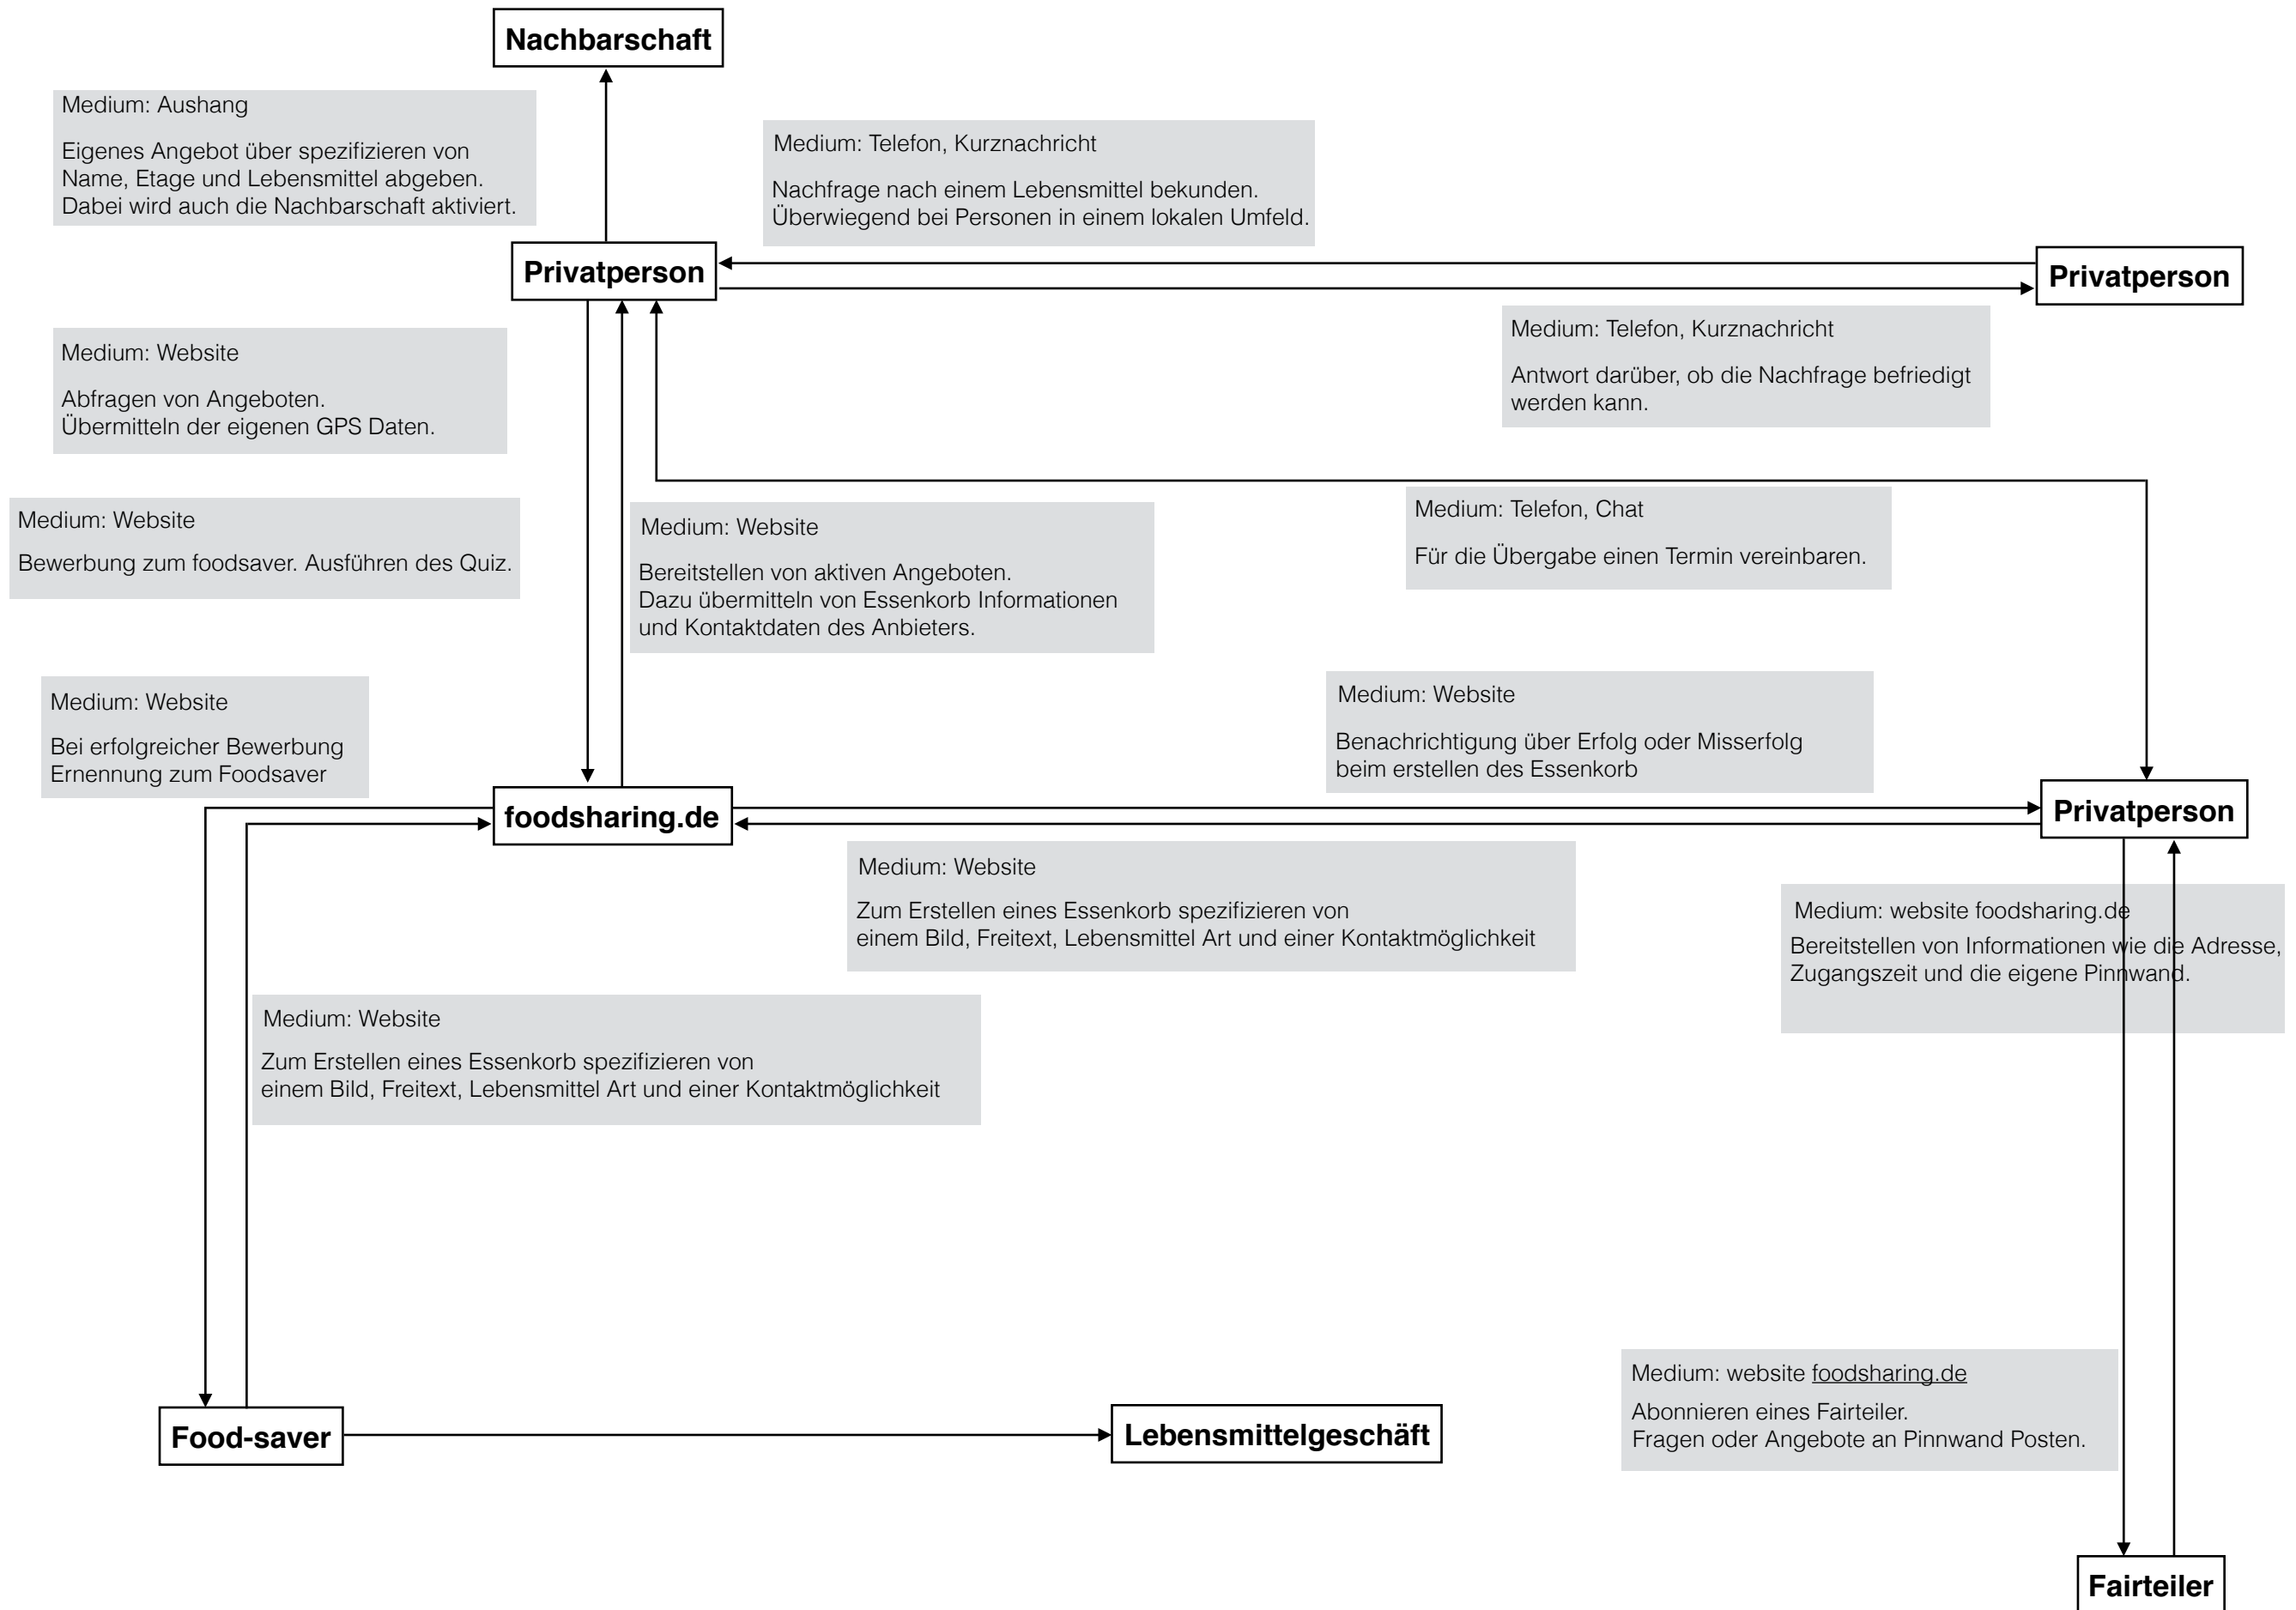 Nachbarschaft
Medium: Aushang
Eigenes Angebot über spezifizieren von
Name, Etage und Lebensmittel abgeben.
Dabei wird auch die Nachbarschaft aktiviert.
Medium: Telefon, Kurznachricht
Nachfrage nach einem Lebensmittel bekunden.
Überwiegend bei Personen in einem lokalen Umfeld.
Privatperson
Privatperson
Medium: Telefon, Kurznachricht
Antwort darüber, ob die Nachfrage befriedigt
werden kann.
Medium: Website
Abfragen von Angeboten.
Übermitteln der eigenen GPS Daten.
Medium: Website
Bewerbung zum foodsaver. Ausführen des Quiz.
Medium: Website
Bereitstellen von aktiven Angeboten.
Dazu übermitteln von Essenkorb Informationen
und Kontaktdaten des Anbieters.
Medium: Telefon, Chat
Für die Übergabe einen Termin vereinbaren.
Medium: Website
Bei erfolgreicher Bewerbung
Ernennung zum Foodsaver
Medium: Website
Benachrichtigung über Erfolg oder Misserfolg
beim erstellen des Essenkorb
foodsharing.de
Privatperson
Medium: Website
Zum Erstellen eines Essenkorb spezifizieren von
einem Bild, Freitext, Lebensmittel Art und einer Kontaktmöglichkeit
Medium: website foodsharing.de
Bereitstellen von Informationen wie die Adresse,
Zugangszeit und die eigene Pinnwand.
Medium: Website
Zum Erstellen eines Essenkorb spezifizieren von
einem Bild, Freitext, Lebensmittel Art und einer Kontaktmöglichkeit
Medium: website foodsharing.de
Abonnieren eines Fairteiler.
Fragen oder Angebote an Pinnwand Posten.
Food-saver
Lebensmittelgeschäft
Fairteiler